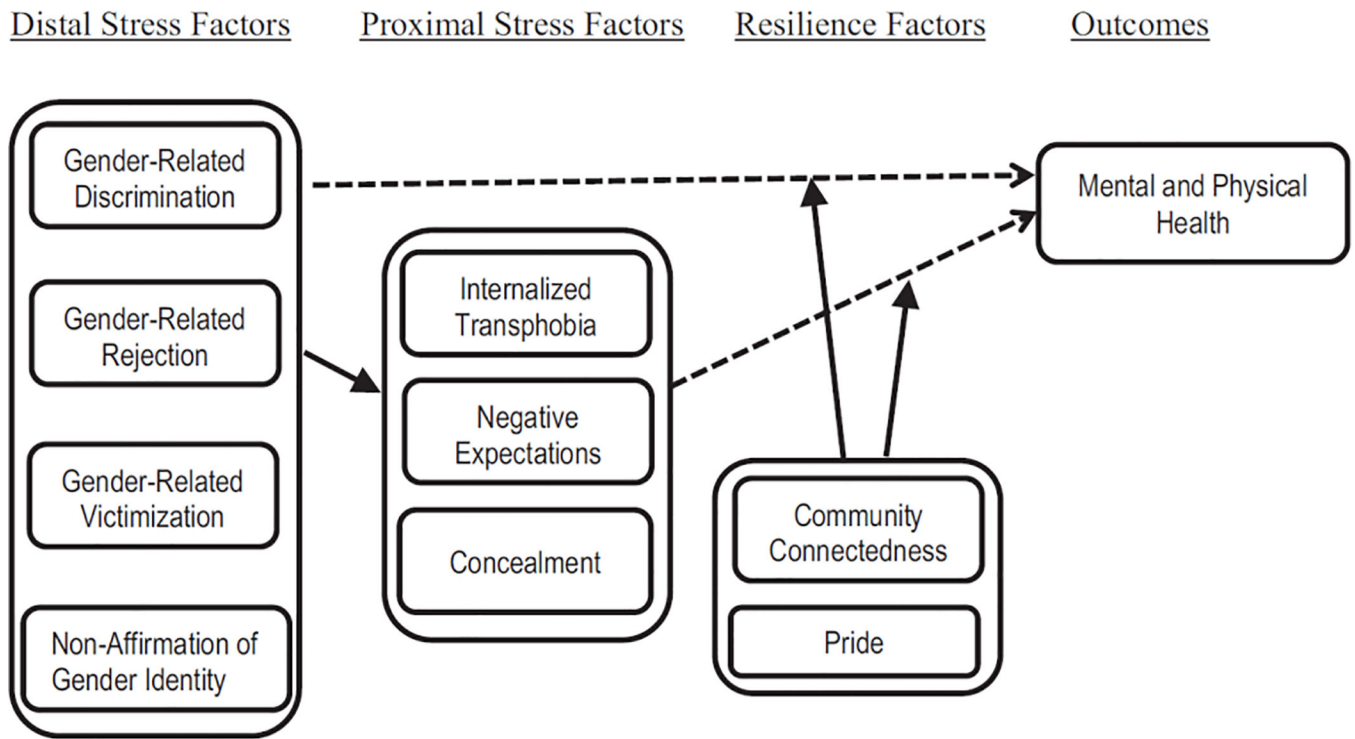 Distal Stress Factors
Proximal Stress Factors
Resilience Factors
Outcomes
Gender-Related
Discrimination
Gender-Related
Rejection
Gender-Related
Victimization
Non-Affirmation of
Gender Identity
Internalized
Transphobia
Negative
Expectations
Concealment
Community
Connectedness
Pride
Mental and Physical
Health